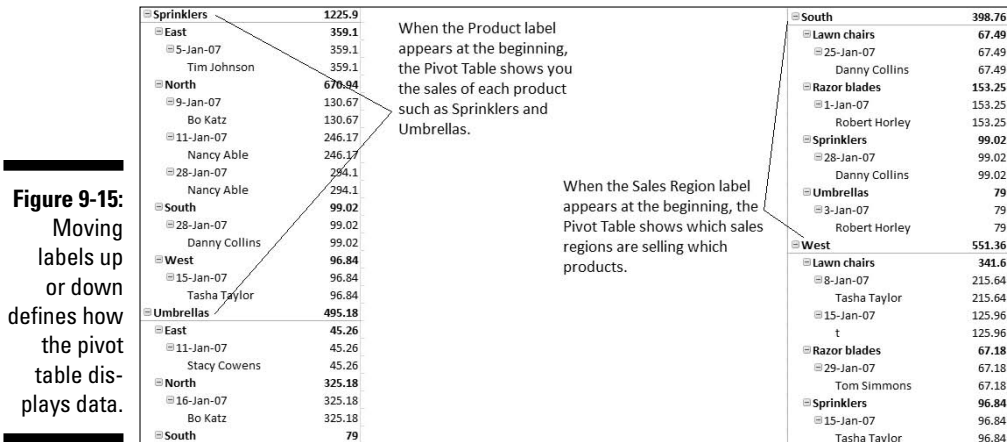 Figure 9-15:
Moving
labels up
or down
defines how
the pivot
table dis-
plays data.
Sprinklers 1225.9
East 359.1
5-Jan-07 359.1
Tim Johnson 359.1
North 670.94
9-Jan-07 130.67
Bo Katz 130.67
11-Jan-07 246.17
Nancy Able 246.17
28-Jan-07 294.1
Nancy Able 294.1
South 99.02
28-Jan-07 99.02
Danny Collins 99.02
West 96.84
15-Jan-07 96.84
Tasha Taylor 96.84
Umbrellas 495.18
East 45.26
11-Jan-07 45.26
Stacy Cowens 45.26
North 325.18
16-Jan-07 325.18
Bo Katz 325.18
South 79
When the Product label
appears at the beginning,
the Pivot Table shows you
the sales of each product
such as Sprinklers and
Umbrellas.
When the Sales Region label
appears at the beginning, the
Pivot Table shows which sales
regions are selling which
products.
South 398.76
Lawn chairs 67.49
25-Jan-07 67.49
Danny Collins 67.49
Razor blades 153.25
1-Jan-07 153.25
Robert Horley 153.25
Sprinklers 99.02
28-Jan-07 99.02
Danny Collins 99.02
Umbrellas 79
3-Jan-07 79
Robert Horley 79
West 551.36
Lawn chairs 341.6
8-Jan-07 215.64
Tasha Taylor 215.64
15-Jan-07 125.96
t 125.96
Razor blades 67.18
29-Jan-07 67.18
Tom Simmons 67.18
Sprinklers 96.84
15-Jan-07 96.84
Tasha Taylor 96.84